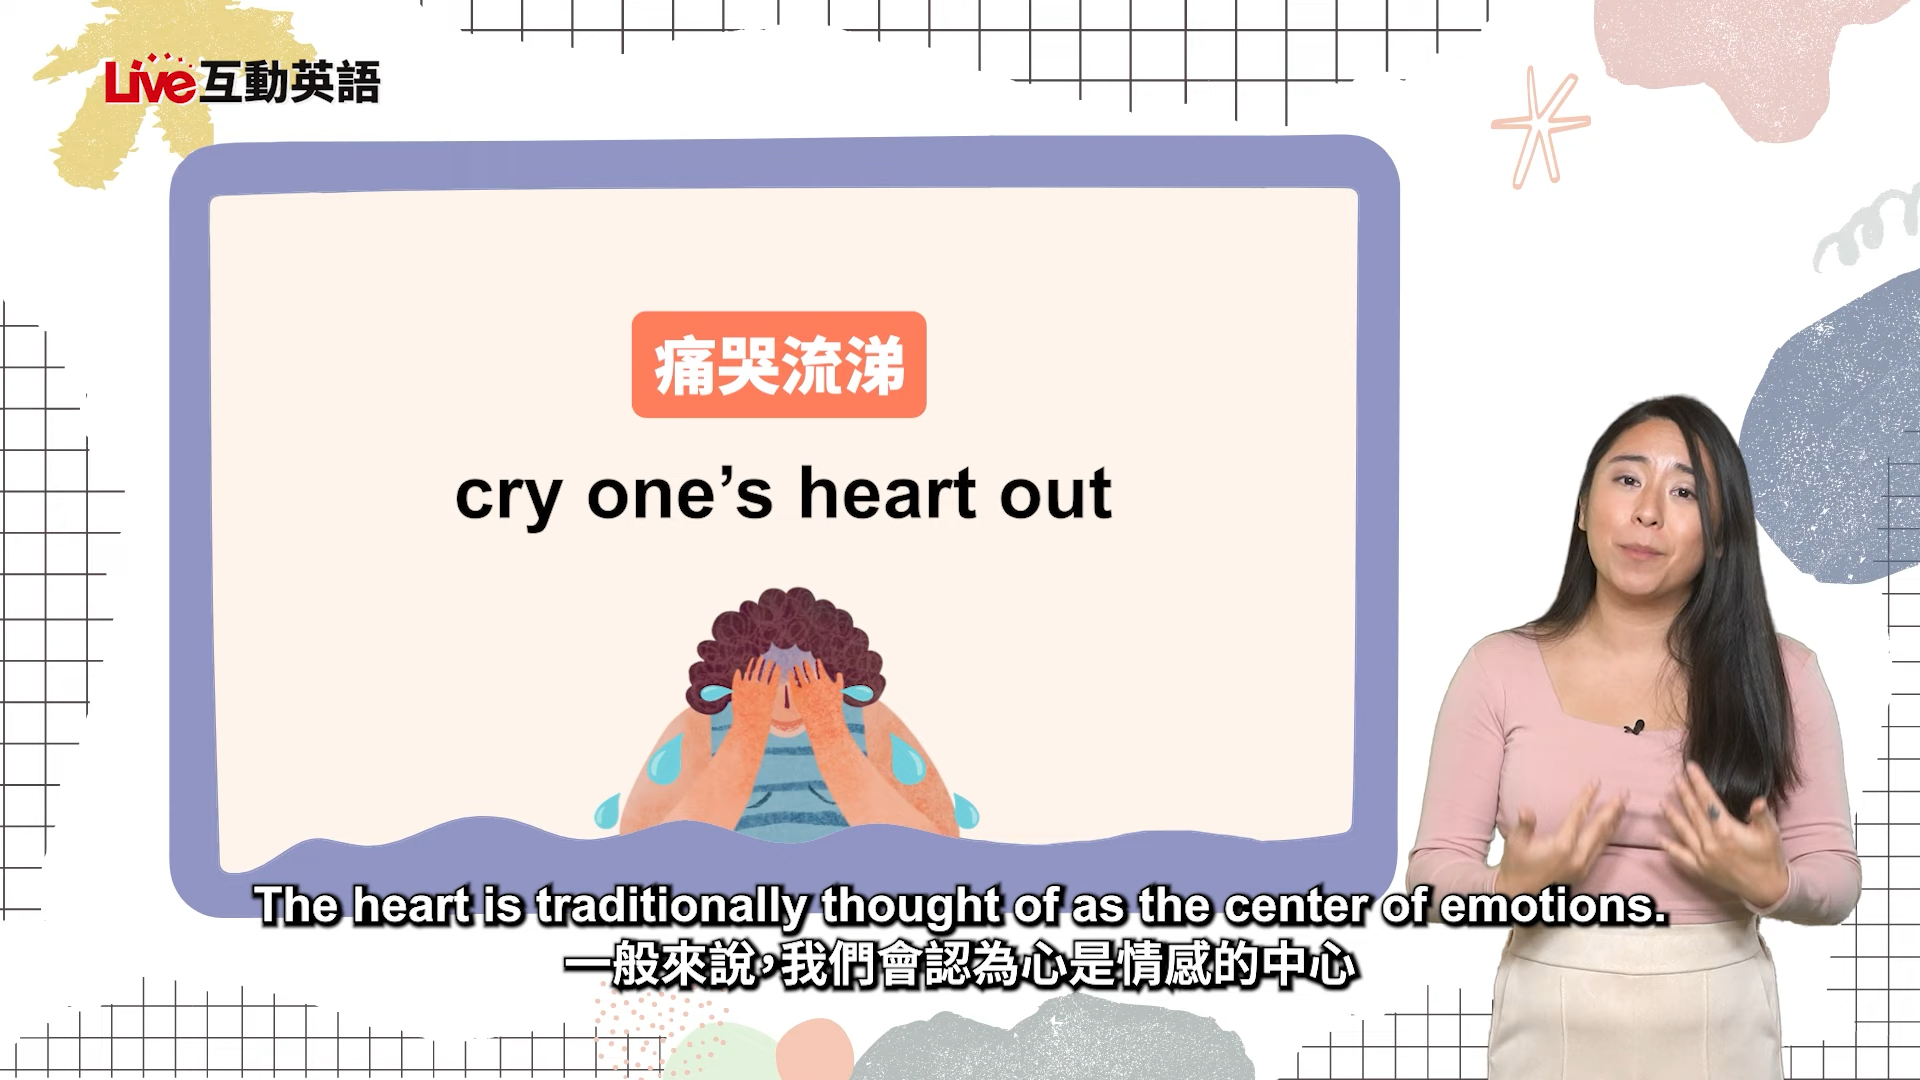 Live互動英語
痛哭流涕
cry one’s heart out
The heart is traditionally thought of as the center of emotions.
一般來說，我們會認為心是情感的中心